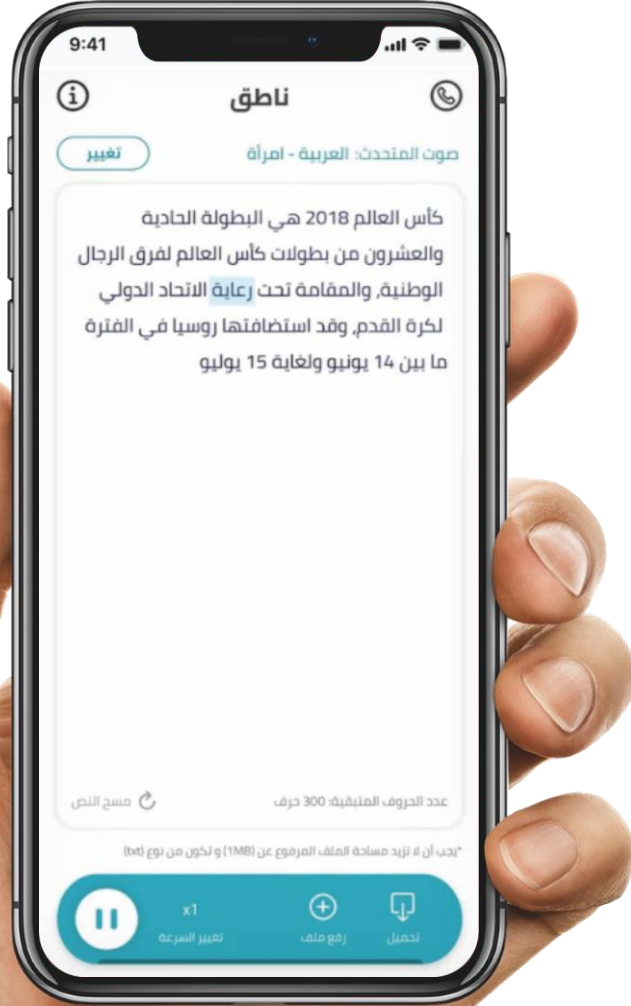 9:41
ناطق
صوت المتحدث: العربية - امرأة
تغيير
كأس العالم 2018 هي البطولة الحادية
والعشرون من بطولات كأس العالم لفرق الرجال
الوطنية, والمقامة تحت رعاية الاتحاد الدولي
لكرة القدم, وقد استضافتها روسيا في الفترة
ما بين 14 يونيو ولغاية 15 يوليو
عدد الحروف المتبقية: 300 حرف
مسح النص
*يجب أن لا تزيد مساحة الملف المرفوع عن (1MB) و تكون من نوع (txt)
x1
تحميل
رفع ملف
تغيير السرعة